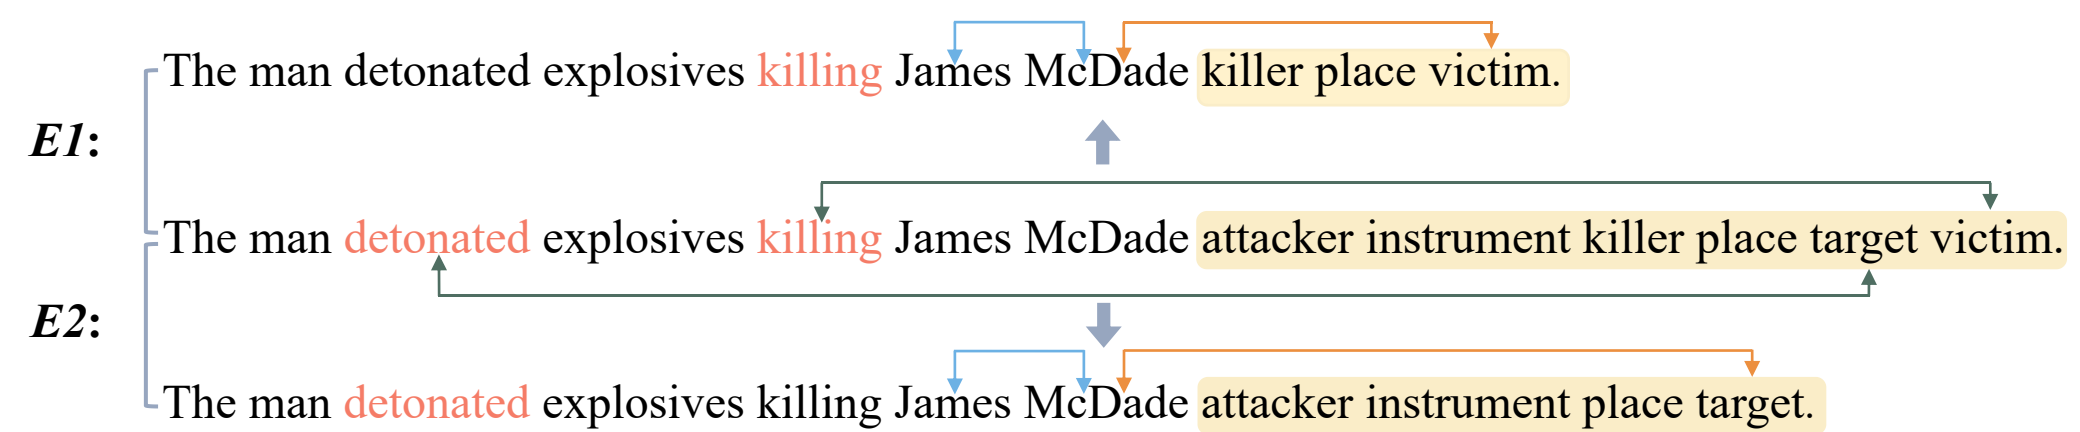 The man detonated explosives killing James McDade killer place victim.
E1:
The man detonated explosives killing James McDade attacker instrument killer place target victim.
E2:
The man detonated explosives killing James McDade attacker instrument place target.